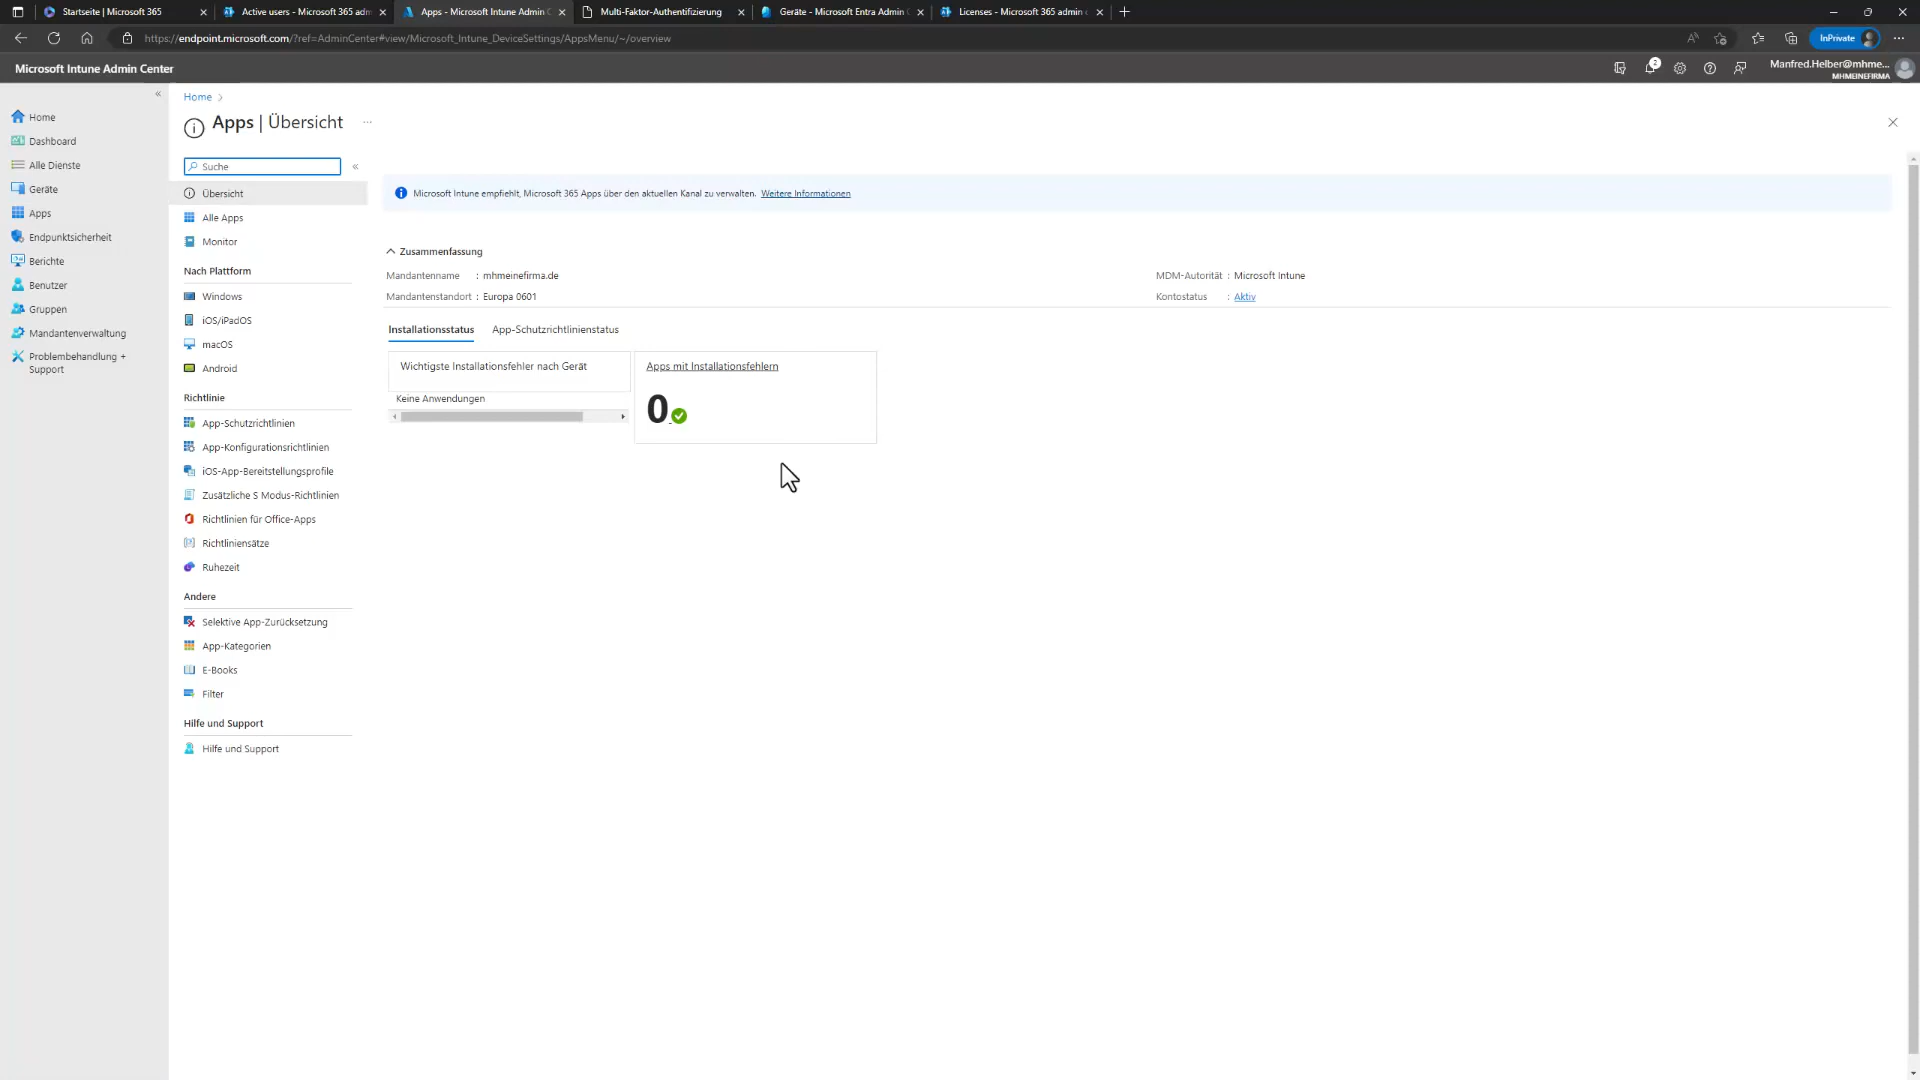 Startseite | Microsoft 365
Active users - Microsoft 365 adm
Apps - Microsoft Intune Admin C
Multi-Faktor-Authentifizierung
Geräte - Microsoft Entra Admin C
Licenses - Microsoft 365 admin c
https://endpoint.microsoft.com/?ref=AdminCenter#view/Microsoft_Intune_DeviceSettings/AppsMenu/~/overview
InPrivate
Microsoft Intune Admin Center
2
Manfred.Helber@mhme...
MHMEINEFIRMA
Home
Dashboard
Alle Dienste
Geräte
Apps
Endpunktsicherheit
Berichte
Benutzer
Gruppen
Mandantenverwaltung
Problembehandlung +
Support
Home
Apps | Übersicht
...
Suche
Übersicht
Alle Apps
Monitor
Nach Plattform
Windows
iOS/iPadOS
macOS
Android
Richtlinie
App-Schutzrichtlinien
App-Konfigurationsrichtlinien
iOS-App-Bereitstellungsprofile
Zusätzliche S Modus-Richtlinien
Richtlinien für Office-Apps
Richtliniensätze
Ruhezeit
Andere
Selektive App-Zurücksetzung
App-Kategorien
E-Books
Filter
Hilfe und Support
Hilfe und Support
Microsoft Intune empfiehlt, Microsoft 365 Apps über den aktuellen Kanal zu verwalten. Weitere Informationen
Zusammenfassung
Mandantenname : mhmeinefirma.de
Mandantenstandort : Europa 0601
MDM-Autorität : Microsoft Intune
Kontostatus : Aktiv
Installationsstatus
App-Schutzrichtlinienstatus
Wichtigste Installationsfehler nach Gerät
Keine Anwendungen
Apps mit Installationsfehlern
0